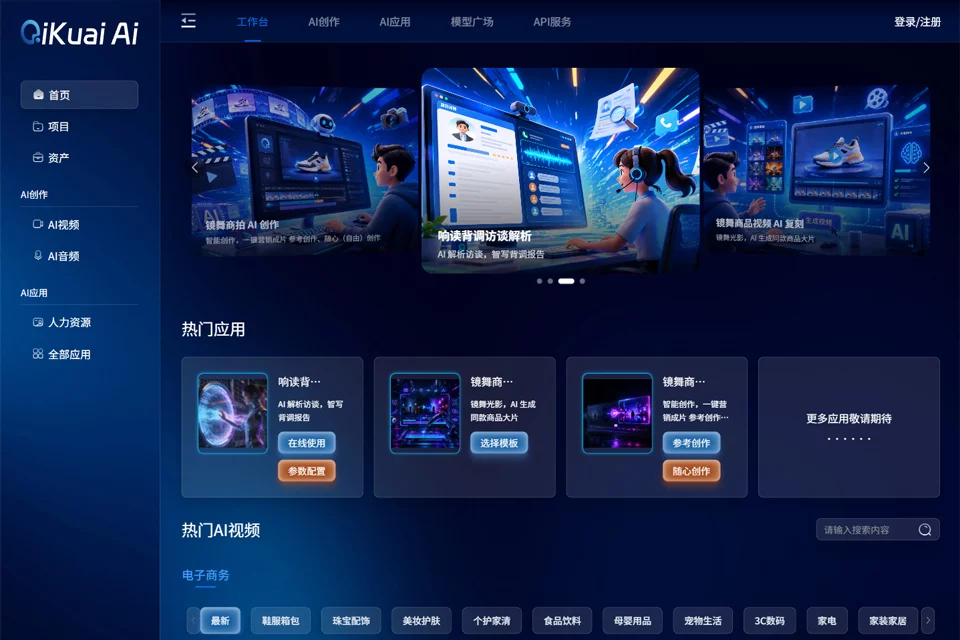 QiKuai Ai
工作台
AI创作
AI应用
模型广场
API服务
登录/注册
首页
项目
资产
AI创作
AI视频
AI音频
AI应用
人力资源
全部应用
镜舞商拍 AI 创作
智能创作，一键营销成片 参考创作、随心（自由）创作
响读背调访谈解析
AI 解析访谈，智写背调报告
镜舞商品视频 AI 复刻
镜舞光影，AI 生成同款商品大片
AI
热门应用
响读背…
AI 解析访谈，智写
背调报告
在线使用
参数配置
镜舞商…
镜舞光影，AI 生成
同款商品大片
选择模板
镜舞商…
智能创作，一键营
销成片 参考创作…
参考创作
随心创作
更多应用敬请期待
······
热门AI视频
请输入搜索内容
电子商务
最新
鞋服箱包
珠宝配饰
美妆护肤
个护家清
食品饮料
母婴用品
宠物生活
3C数码
家电
家装家居